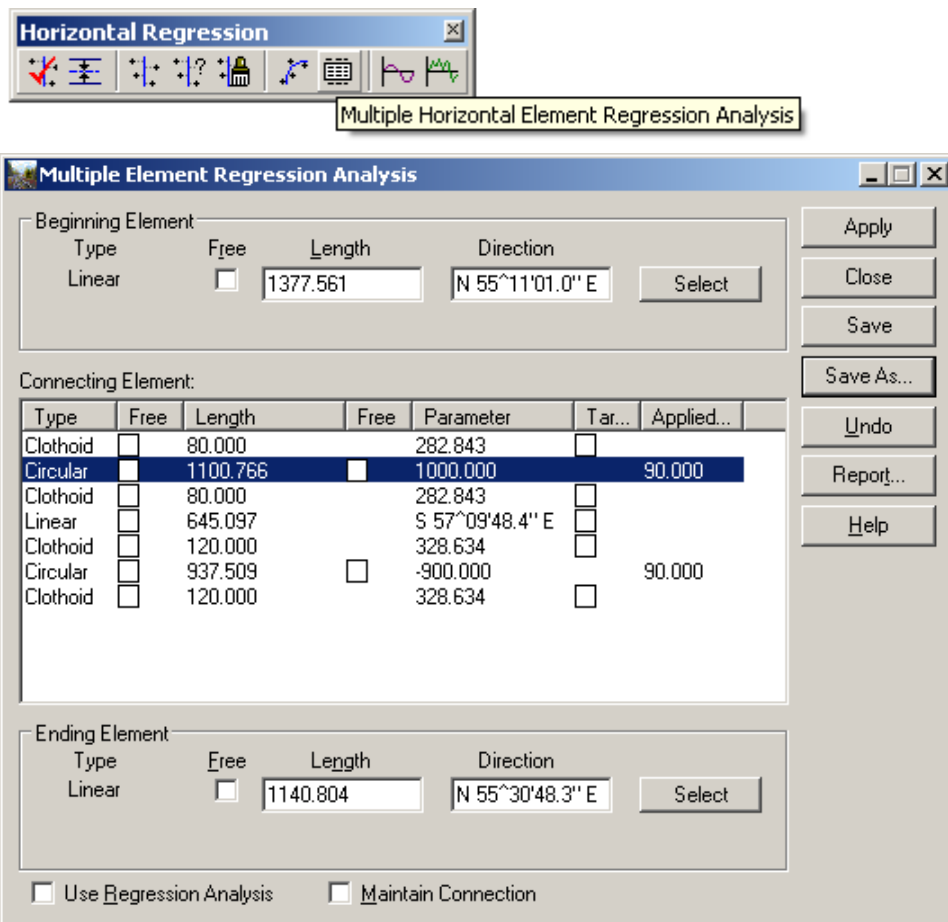 Horizontal Regression
Multiple Horizontal Element Regression Analysis
Multiple Element Regression Analysis
Beginning Element
Type Free Length Direction
Linear 1377.561 N 55^11'01.0" E Select
Apply
Close
Save
Save As...
Undo
Report...
Help
Connecting Element:
Type Free Length Free Parameter Tar... Applied...
Clothoid 80.000 282.843
Circular 1100.766 1000.000 90.000
Clothoid 80.000 282.843
Linear 645.097 S 57^09'48.4" E
Clothoid 120.000 328.634
Circular 937.509 -900.000 90.000
Clothoid 120.000 328.634
Ending Element
Type Free Length Direction
Linear 1140.804 N 55^30'48.3" E Select
Use Regression Analysis Maintain Connection